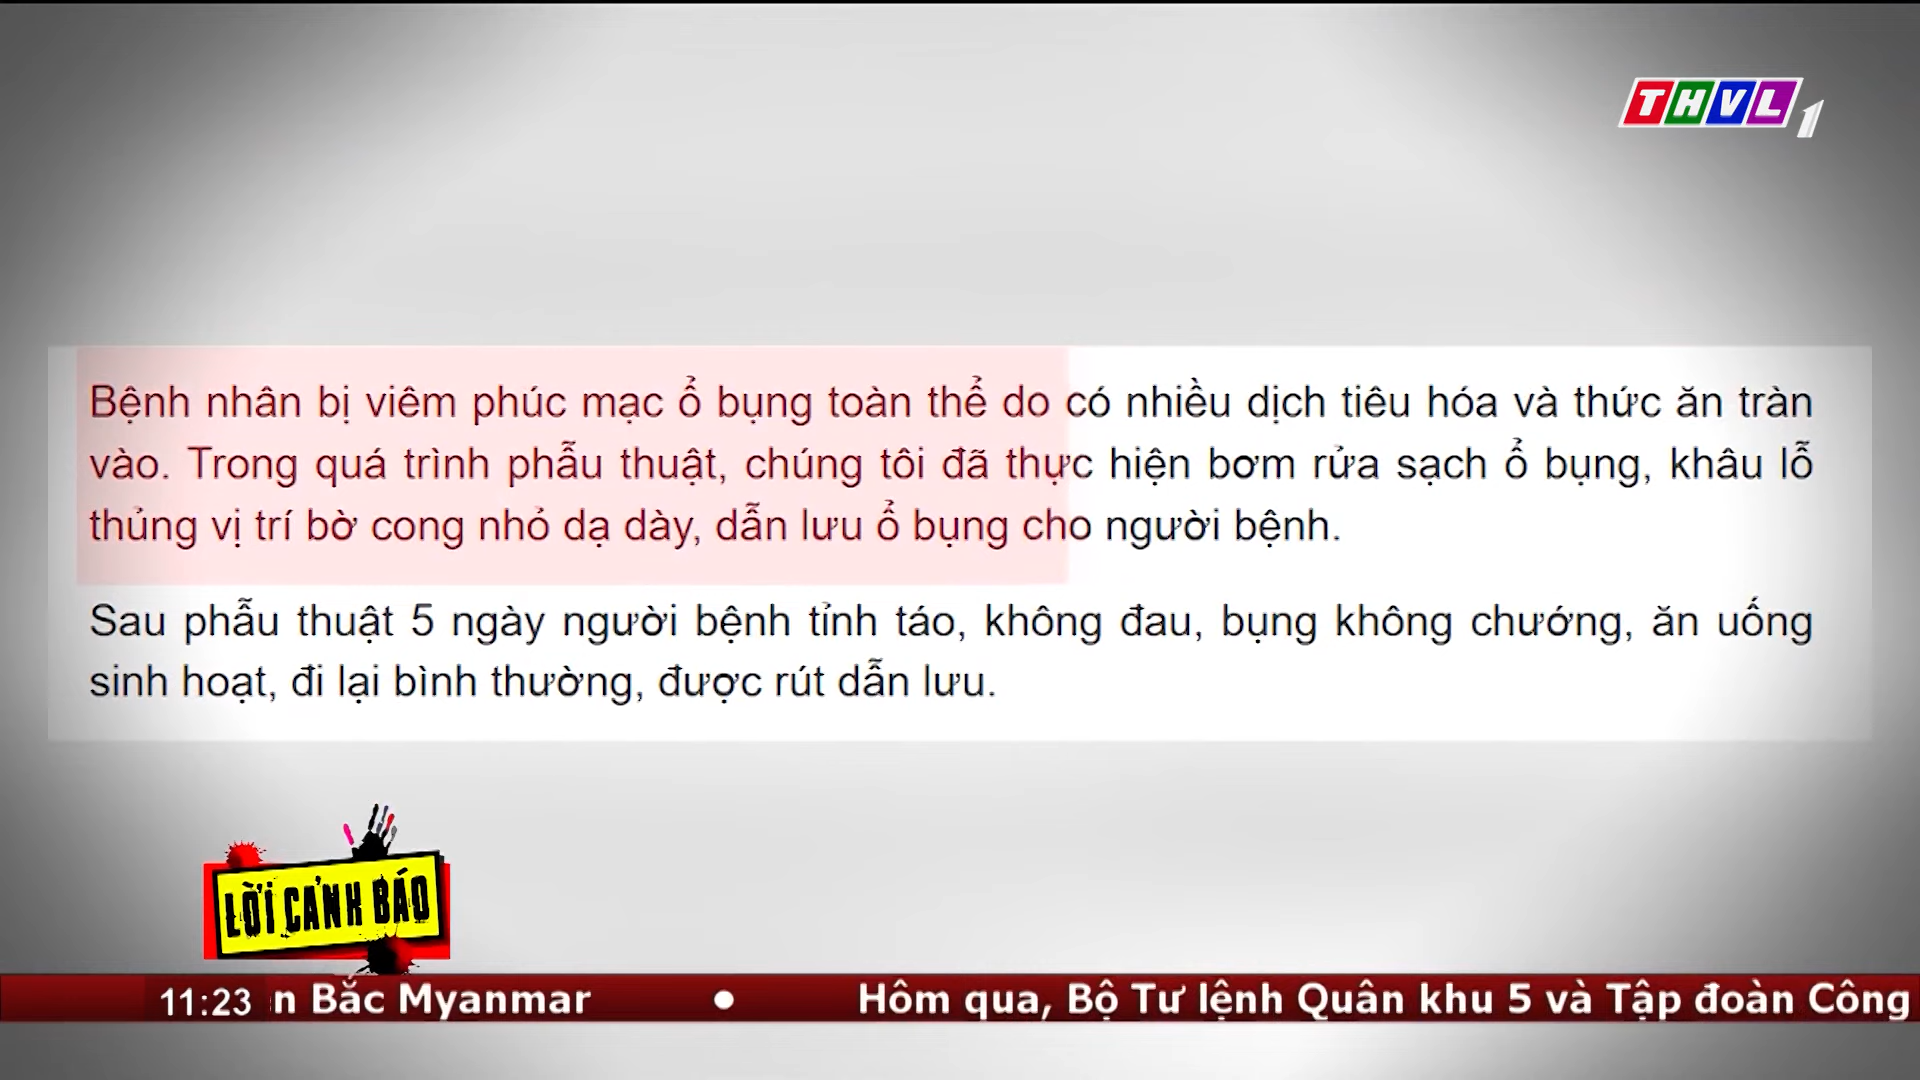 THVL1
Bệnh nhân bị viêm phúc mạc ổ bụng toàn thể do có nhiều dịch tiêu hóa và thức ăn tràn
vào. Trong quá trình phẫu thuật, chúng tôi đã thực hiện bơm rửa sạch ổ bụng, khâu lỗ
thủng vị trí bờ cong nhỏ dạ dày, dẫn lưu ổ bụng cho người bệnh.
Sau phẫu thuật 5 ngày người bệnh tỉnh táo, không đau, bụng không chướng, ăn uống
sinh hoạt, đi lại bình thường, được rút dẫn lưu.
LỜI CẢNH BÁO
11:23 n Bắc Myanmar ● Hôm qua, Bộ Tư lệnh Quân khu 5 và Tập đoàn Công